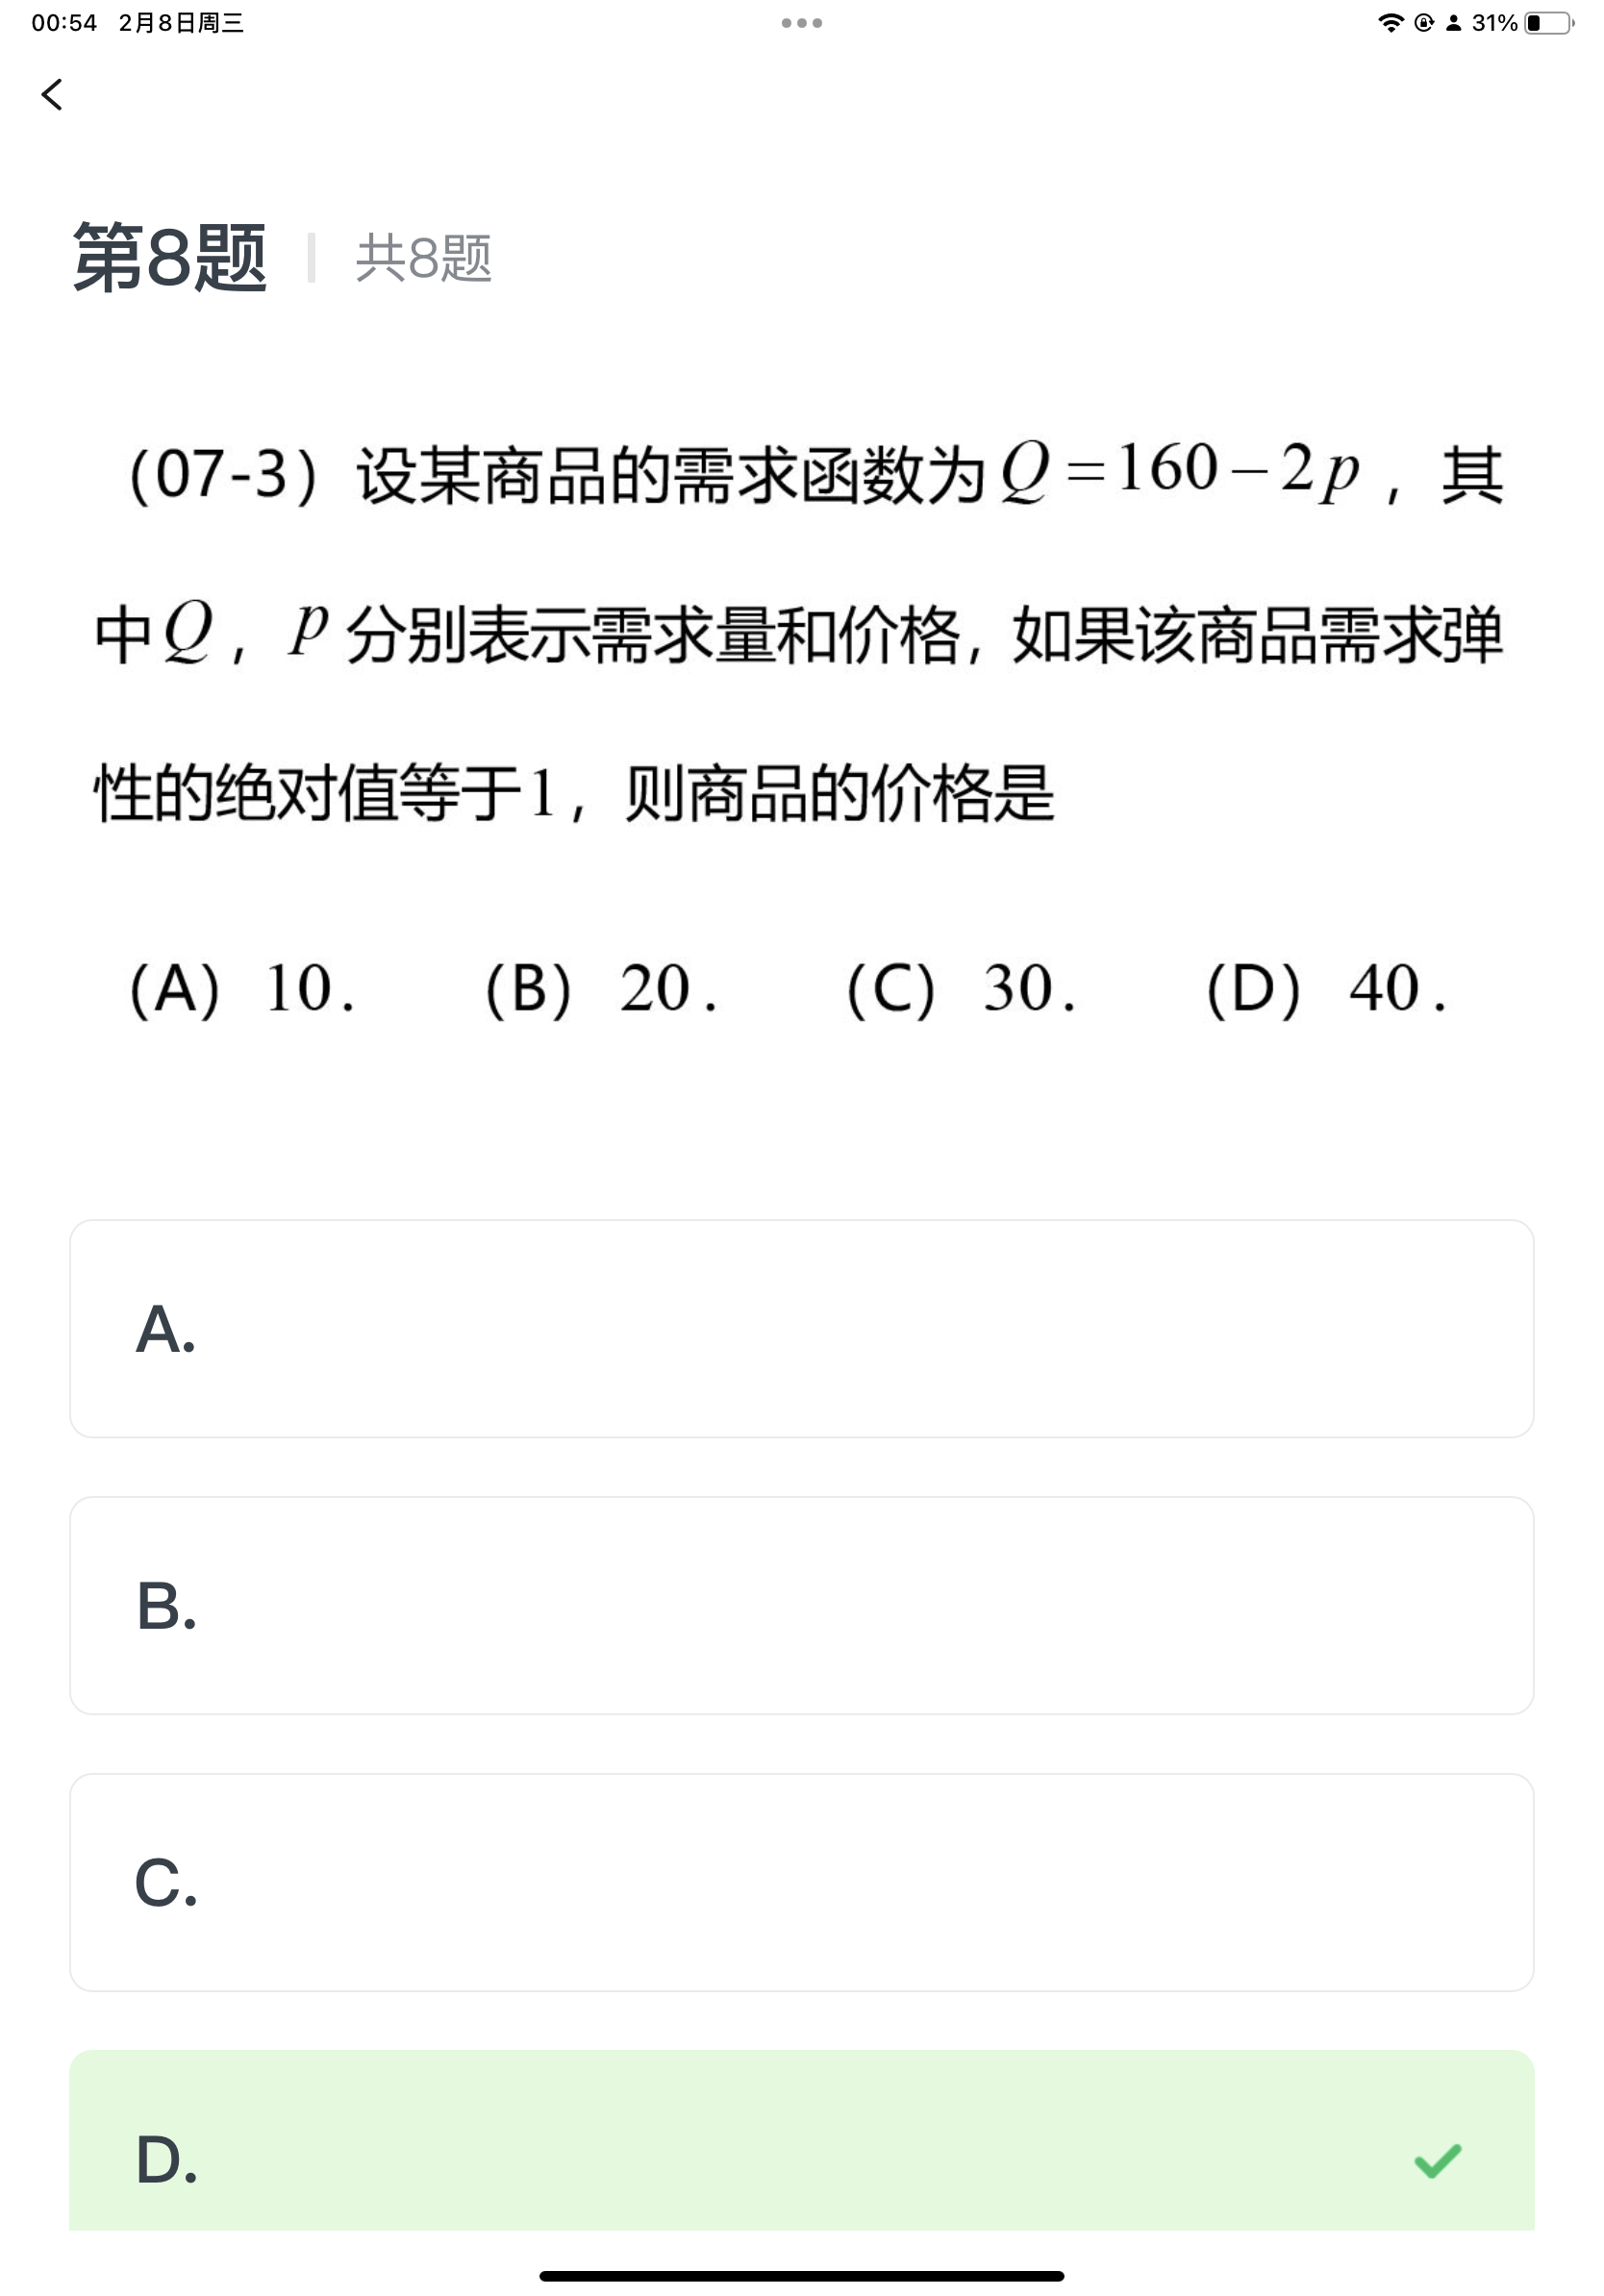 00:54 2月8日周三
31%
第8题 共8题
(07-3) 设某商品的需求函数为Q=160-2p，其
中Q，p分别表示需求量和价格，如果该商品需求弹
性的绝对值等于1，则商品的价格是
(A) 10. (B) 20. (C) 30. (D) 40.
A.
B.
C.
D.